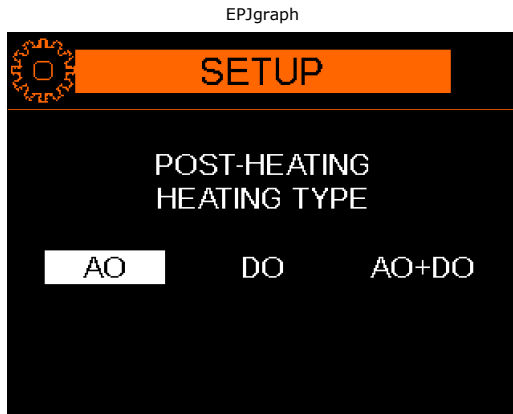 EPJgraph
SETUP
POST-HEATING
HEATING TYPE
AO DO AO+DO